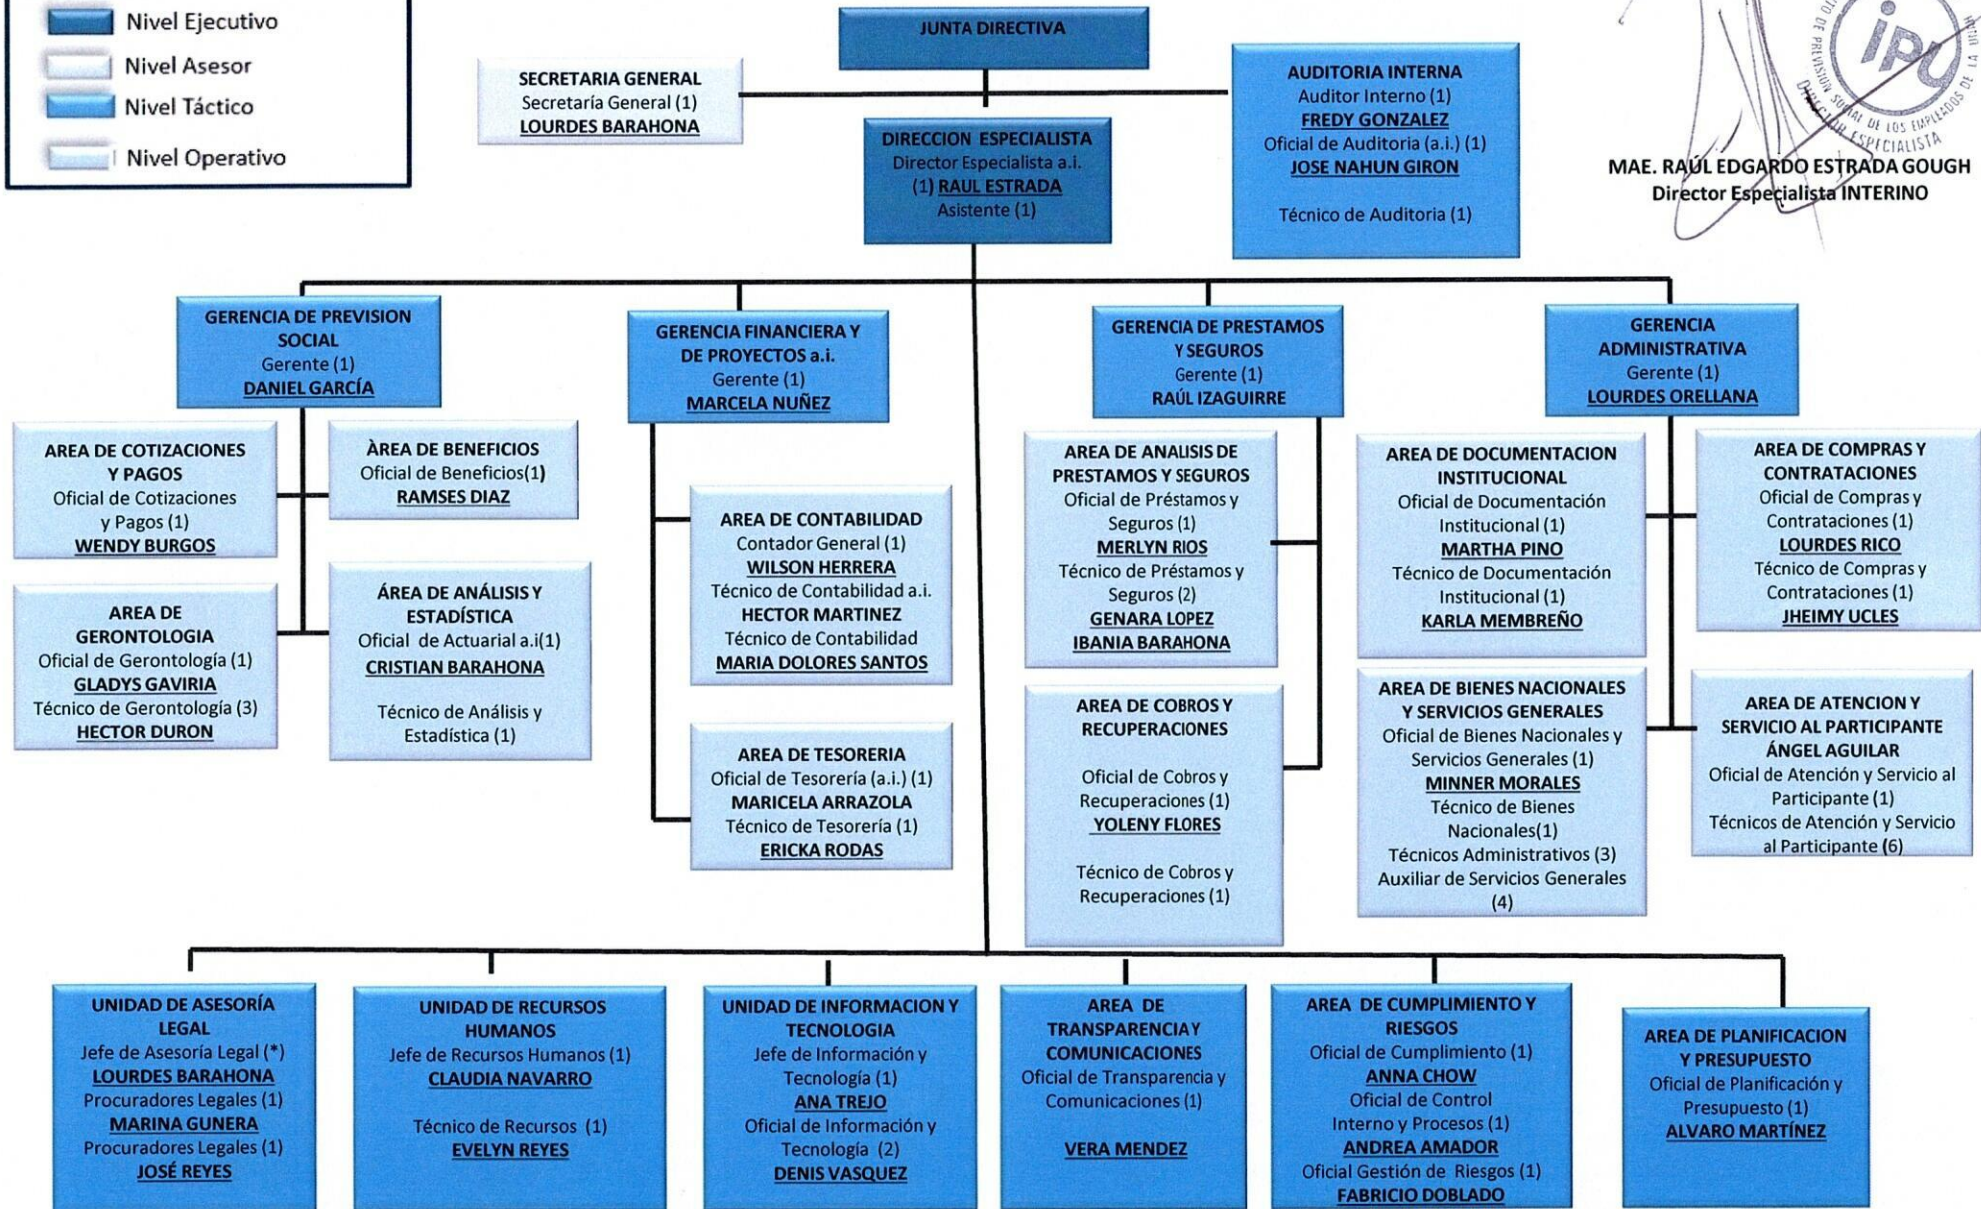 Nivel Ejecutivo
Nivel Asesor
Nivel Táctico
Nivel Operativo
JUNTA DIRECTIVA
SECRETARIA GENERAL
Secretaría General (1)
LOURDES BARAHONA
AUDITORIA INTERNA
Auditor Interno (1)
FREDY GONZALEZ
Oficial de Auditoria (a.i.) (1)
JOSE NAHUN GIRON
Técnico de Auditoria (1)
DIRECCION ESPECIALISTA
Director Especialista a.i.
(1) RAUL ESTRADA
Asistente (1)
IPU
DIRECTOR ESPECIALISTA
MAE. RAÚL EDGARDO ESTRADA GOUGH
Director Especialista INTERINO
GERENCIA DE PREVISION
SOCIAL
Gerente (1)
DANIEL GARCÍA
GERENCIA FINANCIERA Y
DE PROYECTOS a.i.
Gerente (1)
MARCELA NUÑEZ
GERENCIA DE PRESTAMOS
Y SEGUROS
Gerente (1)
RAÚL IZAGUIRRE
GERENCIA
ADMINISTRATIVA
Gerente (1)
LOURDES ORELLANA
AREA DE COTIZACIONES
Y PAGOS
Oficial de Cotizaciones
y Pagos (1)
WENDY BURGOS
ÀREA DE BENEFICIOS
Oficial de Beneficios(1)
RAMSES DIAZ
AREA DE
GERONTOLOGIA
Oficial de Gerontología (1)
GLADYS GAVIRIA
Técnico de Gerontología (3)
HECTOR DURON
ÁREA DE ANÁLISIS Y
ESTADÍSTICA
Oficial de Actuarial a.i(1)
CRISTIAN BARAHONA
Técnico de Análisis y
Estadística (1)
AREA DE CONTABILIDAD
Contador General (1)
WILSON HERRERA
Técnico de Contabilidad a.i.
HECTOR MARTINEZ
Técnico de Contabilidad
MARIA DOLORES SANTOS
AREA DE TESORERIA
Oficial de Tesorería (a.i.) (1)
MARICELA ARRAZOLA
Técnico de Tesorería (1)
ERICKA RODAS
AREA DE ANALISIS DE
PRESTAMOS Y SEGUROS
Oficial de Préstamos y
Seguros (1)
MERLYN RIOS
Técnico de Préstamos y
Seguros (2)
GENARA LOPEZ
IBANIA BARAHONA
AREA DE COBROS Y
RECUPERACIONES
Oficial de Cobros y
Recuperaciones (1)
YOLENY FLORES
Técnico de Cobros y
Recuperaciones (1)
AREA DE DOCUMENTACION
INSTITUCIONAL
Oficial de Documentación
Institucional (1)
MARTHA PINO
Técnico de Documentación
Institucional (1)
KARLA MEMBREÑO
AREA DE COMPRAS Y
CONTRATACIONES
Oficial de Compras y
Contrataciones (1)
LOURDES RICO
Técnico de Compras y
Contrataciones (1)
JHEIMY UCLES
AREA DE BIENES NACIONALES
Y SERVICIOS GENERALES
Oficial de Bienes Nacionales y
Servicios Generales (1)
MINNER MORALES
Técnico de Bienes
Nacionales(1)
Técnicos Administrativos (3)
Auxiliar de Servicios Generales
(4)
AREA DE ATENCION Y
SERVICIO AL PARTICIPANTE
ÁNGEL AGUILAR
Oficial de Atención y Servicio al
Participante (1)
Técnicos de Atención y Servicio
al Participante (6)
UNIDAD DE ASESORÍA
LEGAL
Jefe de Asesoría Legal (*)
LOURDES BARAHONA
Procuradores Legales (1)
MARINA GUNERA
Procuradores Legales (1)
JOSÉ REYES
UNIDAD DE RECURSOS
HUMANOS
Jefe de Recursos Humanos (1)
CLAUDIA NAVARRO
Técnico de Recursos (1)
EVELYN REYES
UNIDAD DE INFORMACION Y
TECNOLOGIA
Jefe de Información y
Tecnología (1)
ANA TREJO
Oficial de Información y
Tecnología (2)
DENIS VASQUEZ
AREA DE
TRANSPARENCIA Y
COMUNICACIONES
Oficial de Transparencia y
Comunicaciones (1)
VERA MENDEZ
AREA DE CUMPLIMIENTO Y
RIESGOS
Oficial de Cumplimiento (1)
ANNA CHOW
Oficial de Control
Interno y Procesos (1)
ANDREA AMADOR
Oficial Gestión de Riesgos (1)
FABRICIO DOBLADO
AREA DE PLANIFICACION
Y PRESUPUESTO
Oficial de Planificación y
Presupuesto (1)
ALVARO MARTÍNEZ